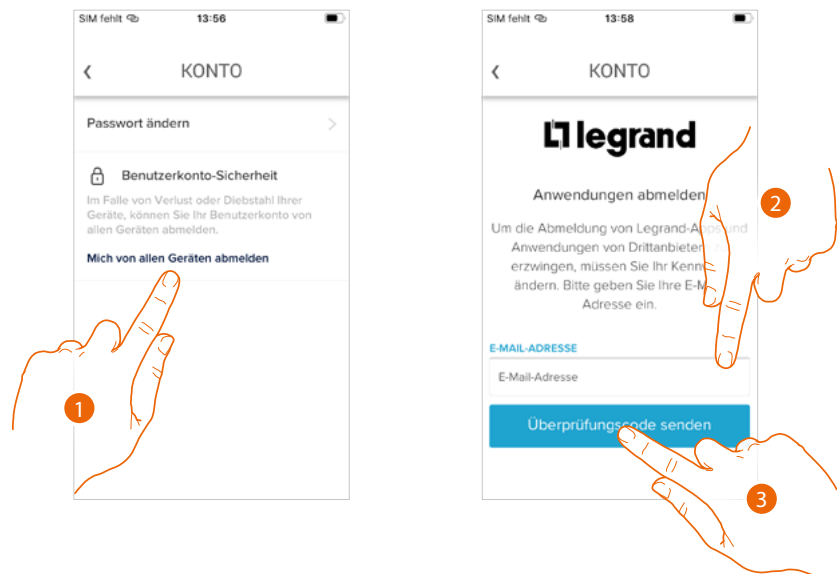 SIM fehlt 13:56
KONTO
Passwort ändern
Benutzerkonto-Sicherheit
Im Falle von Verlust oder Diebstahl Ihrer
Geräte, können Sie Ihr Benutzerkonto von
allen Geräten abmelden.
Mich von allen Geräten abmelden
1
SIM fehlt 13:58
KONTO
legrand
Anwendungen abmelden
Um die Abmeldung von Legrand-Apps und
Anwendungen von Drittanbietern
erzwingen, müssen Sie Ihr
ändern. Bitte geben Sie Ihre
Adresse ein.
E-MAIL-ADRESSE
E-Mail-Adresse
Überprüfungscode senden
2
3